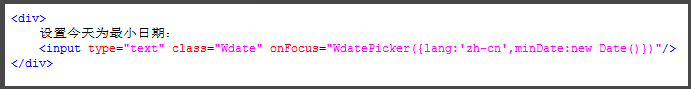 <div>
设置今天为最小日期:
<input type="text" class="Wdate" onFocus="WdatePicker({lang:'zh-cn',minDate:new Date()})"/>
</div>